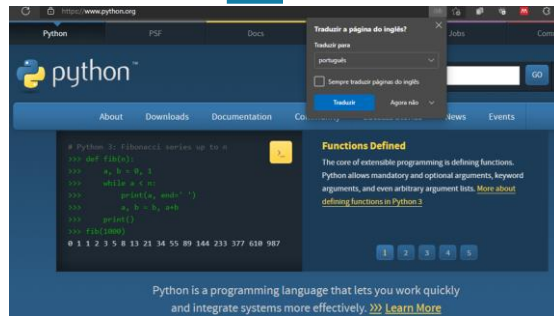 https://www.python.org
Python
PSF
Docs
Jobs
Traduzir a página do inglês?
Traduzir para
português
Sempre traduzir páginas do inglês
Traduzir
Agora não
python™
GO
About
Downloads
Documentation
News
Events
# Python 3: Fibonacci series up to n
>>> def fib(n):
>>>     a, b = 0, 1
>>>     while a < n:
>>>         print(a, end=' ')
>>>         a, b = b, a+b
>>>     print()
>>> fib(1000)
0 1 1 2 3 5 8 13 21 34 55 89 144 233 377 610 987
>_
Functions Defined
The core of extensible programming is defining functions.
Python allows mandatory and optional arguments, keyword
arguments, and even arbitrary argument lists. More about
defining functions in Python 3
1 2 3 4 5
Python is a programming language that lets you work quickly
and integrate systems more effectively. >>> Learn More